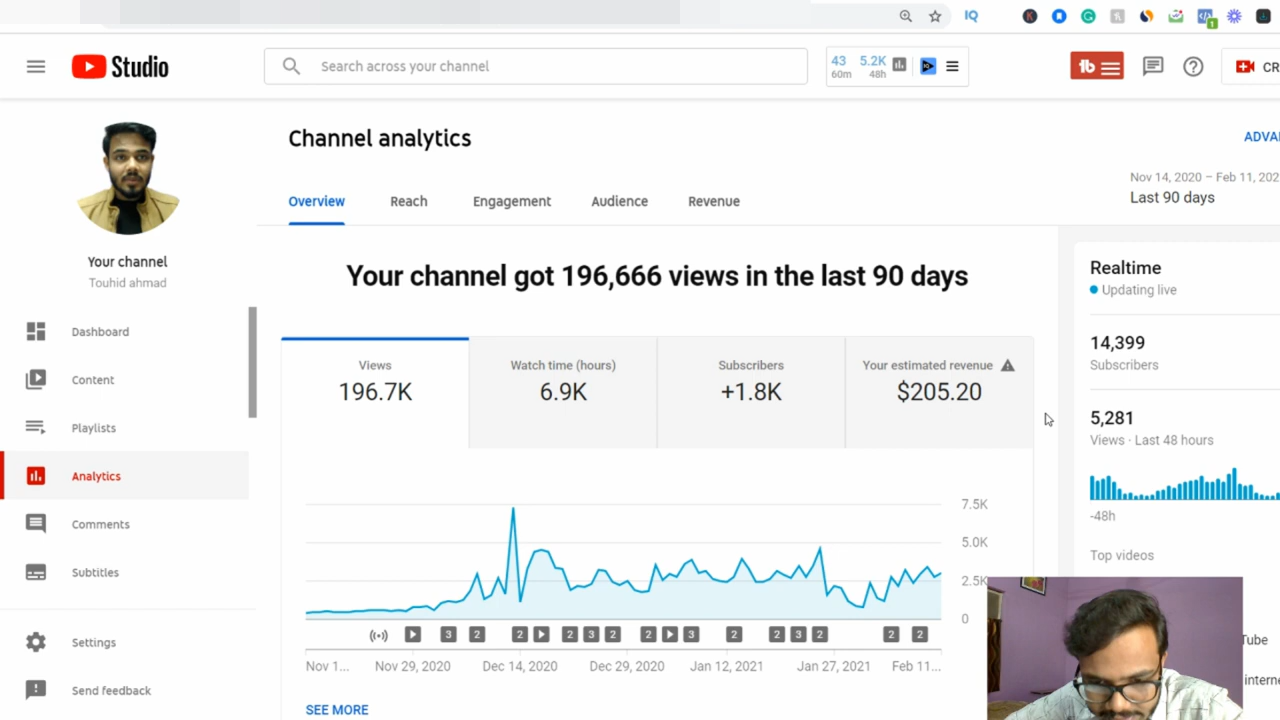 IQ
1
Studio
Search across your channel
43 5.2K
60m 48h
CR
Channel analytics
ADVA
Nov 14, 2020 – Feb 11, 202
Last 90 days
Overview Reach Engagement Audience Revenue
Your channel
Touhid ahmad
Dashboard
Content
Playlists
Analytics
Comments
Subtitles
Settings
Send feedback
Your channel got 196,666 views in the last 90 days
Views
196.7K
Watch time (hours)
6.9K
Subscribers
+1.8K
Your estimated revenue
$205.20
7.5K
5.0K
2.5K
0
3 2 2 2 3 2 2 3 2 2 3 2 2 2
Nov 1... Nov 29, 2020 Dec 14, 2020 Dec 29, 2020 Jan 12, 2021 Jan 27, 2021 Feb 11...
SEE MORE
Realtime
Updating live
14,399
Subscribers
5,281
Views · Last 48 hours
-48h
Top videos
Tube
interne